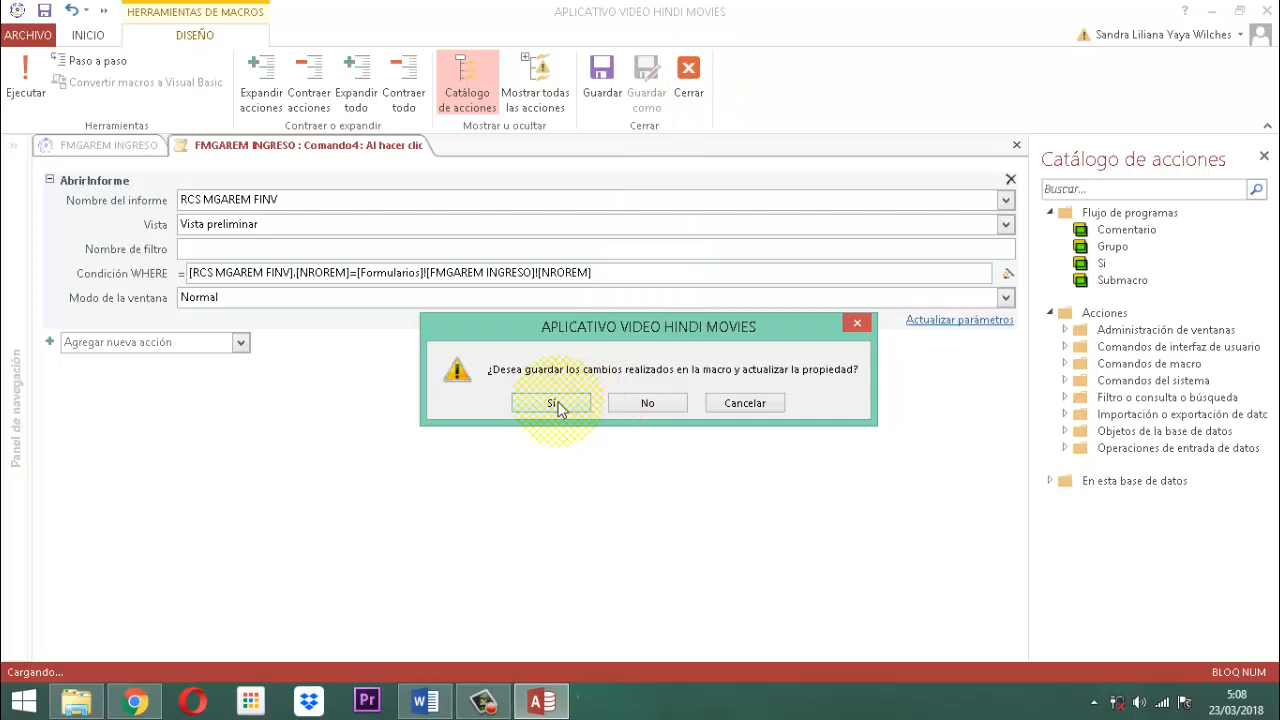 HERRAMIENTAS DE MACROS
APLICATIVO VIDEO HINDI MOVIES
ARCHIVO
INICIO
DISEÑO
Sandra Liliana Yaya Wilches
Ejecutar
Paso a paso
Convertir macros a Visual Basic
Herramientas
Expandir acciones
Contraer acciones
Expandir todo
Contraer todo
Contraer o expandir
Catálogo de acciones
Mostrar todas las acciones
Mostrar u ocultar
Guardar
Guardar como
Cerrar
Cerrar
FMGAREM INGRESO
FMGAREM INGRESO : Comando4 : Al hacer clic
AbrirInforme
Nombre del informe RCS MGAREM FINV
Vista Vista preliminar
Nombre de filtro
Condición WHERE = [RCS MGAREM FINV].[NROREM]=[Formularios]![FMGAREM INGRESO]![NROREM]
Modo de la ventana Normal
Actualizar parámetros
Agregar nueva acción
Panel de navegación
APLICATIVO VIDEO HINDI MOVIES
¿Desea guardar los cambios realizados en la macro y actualizar la propiedad?
Sí
No
Cancelar
Catálogo de acciones
Buscar...
Flujo de programas
Comentario
Grupo
Si
Submacro
Acciones
Administración de ventanas
Comandos de interfaz de usuario
Comandos de macro
Comandos del sistema
Filtro o consulta o búsqueda
Importación o exportación de datc
Objetos de la base de datos
Operaciones de entrada de datos
En esta base de datos
Cargando...
BLOQ NUM
Pr
5:08
23/03/2018